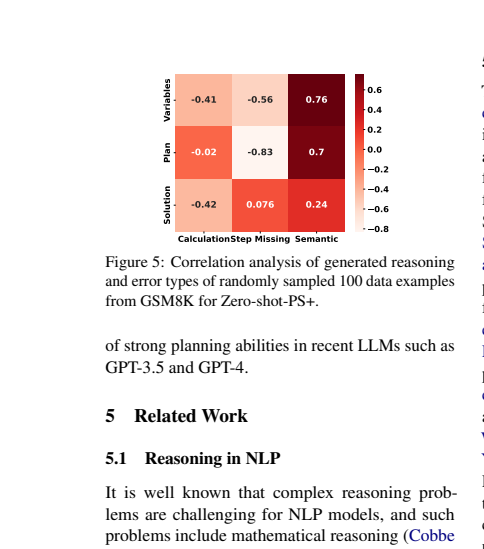 Variables
Plan
Solution
-0.41 -0.56 0.76
-0.02 -0.83 0.7
-0.42 0.076 0.24
0.6
0.4
0.2
0.0
−0.2
−0.4
−0.6
−0.8
Calculation Step Missing Semantic
Figure 5: Correlation analysis of generated reasoning
and error types of randomly sampled 100 data examples
from GSM8K for Zero-shot-PS+.
of strong planning abilities in recent LLMs such as
GPT-3.5 and GPT-4.
5 Related Work
5.1 Reasoning in NLP
It is well known that complex reasoning prob-
lems are challenging for NLP models, and such
problems include mathematical reasoning (Cobbe